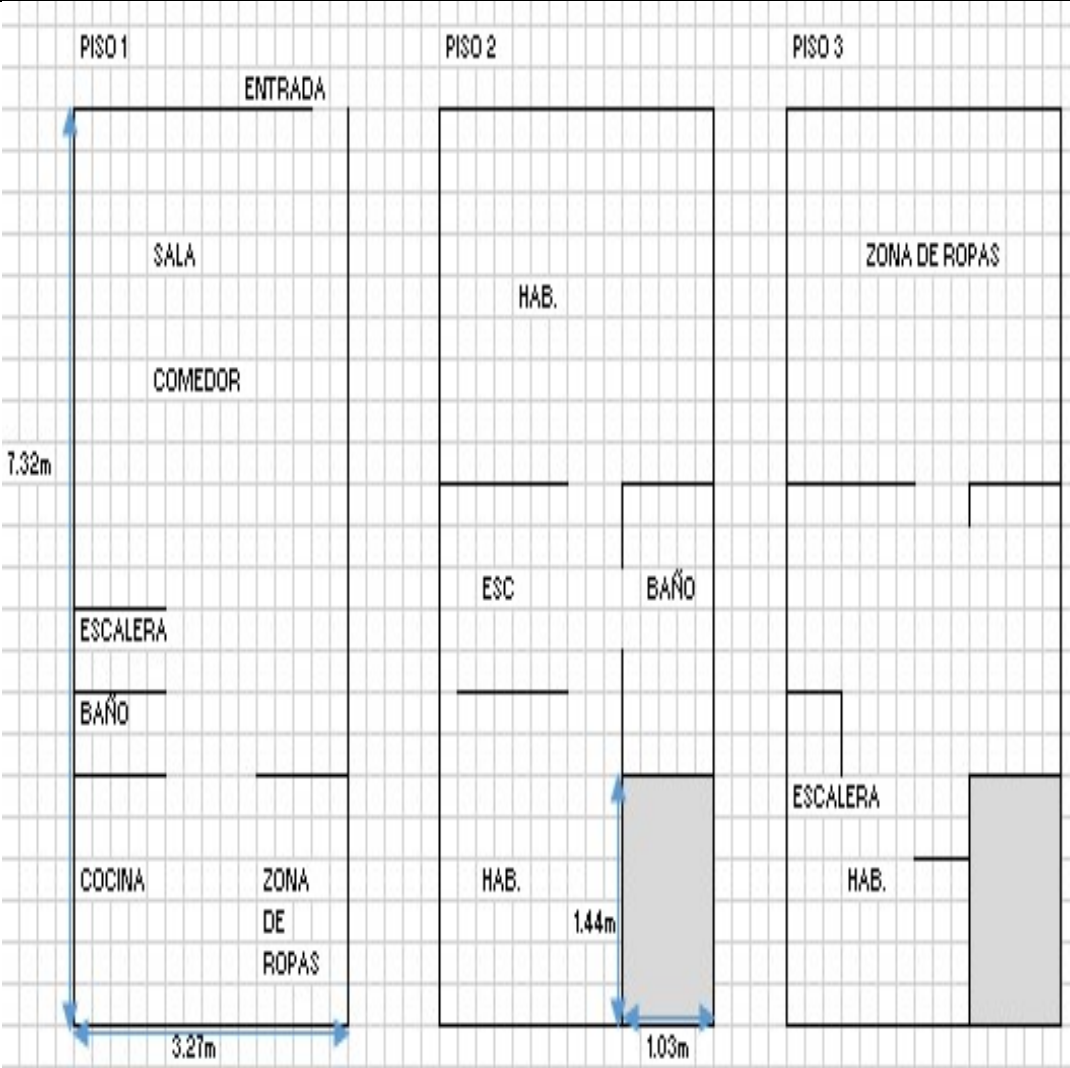 PISO 1
ENTRADA
SALA
COMEDOR
7.32m
ESCALERA
BAÑO
COCINA
ZONA
DE
ROPAS
3.27m
PISO 2
HAB.
ESC
BAÑO
HAB.
1.44m
1.03m
PISO 3
ZONA DE ROPAS
ESCALERA
HAB.